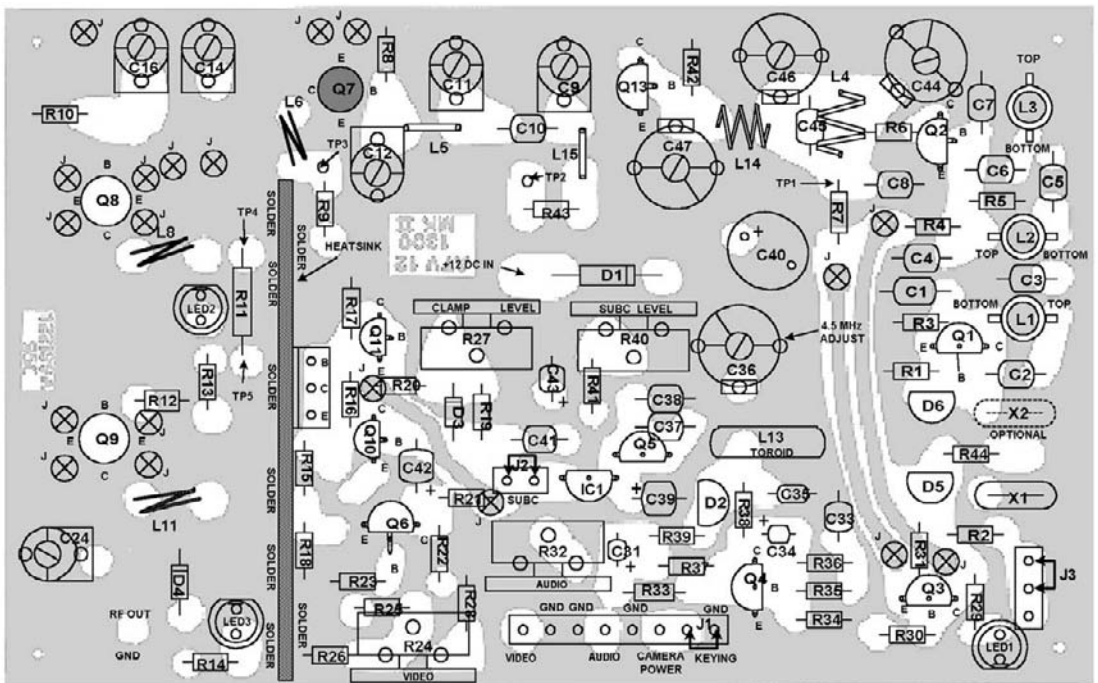 J
J
J
C16
C14
R8
C11
C9
Q13
R42
C46
L4
C44
TOP
L3
BOTTOM
C
Q7
B
E
C
B
E
C
C7
R10
L6
E
C10
L5
L15
C45
R6
Q2
B
E
TP3
C12
C47
L14
TP2
TP1
C8
C6
C5
J
J
J
J
B
E
Q8
E
C
J
J
SOLDER
SOLDER
R9
R43
R7
J
R5
R4
L2
TOP
BOTTOM
L8
TP4
HEATSINK
MK II
+12 DC IN
D1
C40
+
J
C4
C3
C1
SOLDER
LED2
R11
R17
C
Q11
B
E
CLAMP
LEVEL
R27
SUBC LEVEL
R40
4.5 MHz
ADJUST
C36
BOTTOM
TOP
L1
R3
Q1
E
C
B
TP5
R13
R12
B
C
E
SOLDER
R16
J
R20
C43
+
R41
R1
C2
D6
J
B
J
E
Q9
E
C
J
J
C
Q10
B
E
D3
R19
C38
C37
Q5
C41
X2
OPTIONAL
L13
TOROID
R44
R15
C42
+
J2
SUBC
IC1
+
C39
D2
R38
C35
D5
X1
L11
SOLDER
R21
J
E
Q6
C
B
C33
R39
+
C34
R2
C24
R18
R22
R32
AUDIO
C31
+
R37
C
Q4
B
E
R36
J
R31
J
J3
D4
SOLDER
R23
R33
R35
Q3
E
B
C
R29
R25
R28
RF OUT
LED3
GND
GND
GND
GND
J1
R34
R30
LED1
SOLDER
R24
R14
R26
VIDEO
VIDEO
AUDIO
CAMERA
POWER
KEYING